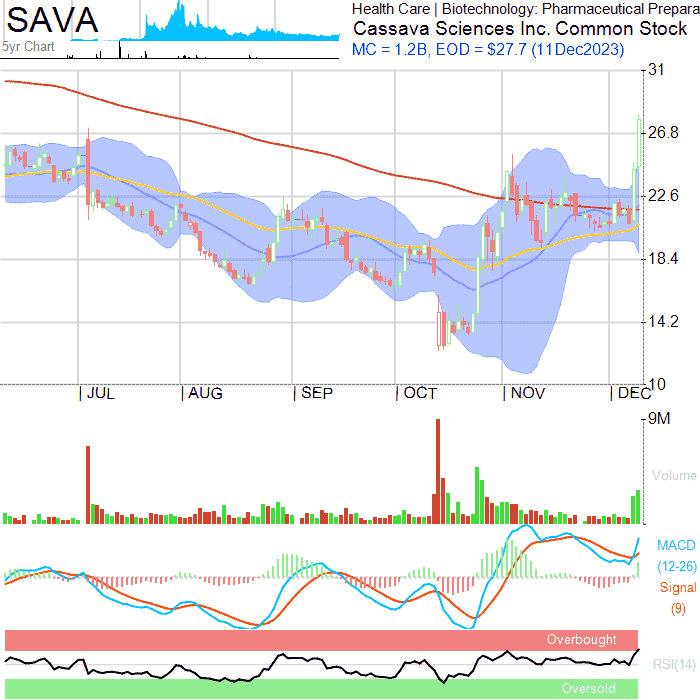 SAVA
5yr Chart
Health Care | Biotechnology: Pharmaceutical Prepara
Cassava Sciences Inc. Common Stock
MC = 1.2B, EOD = $27.7 (11Dec2023)
31
26.8
22.6
18.4
14.2
10
JUL AUG SEP OCT NOV DEC
9M
Volume
MACD
(12-26)
Signal
(9)
Overbought
RSI(14)
Oversold